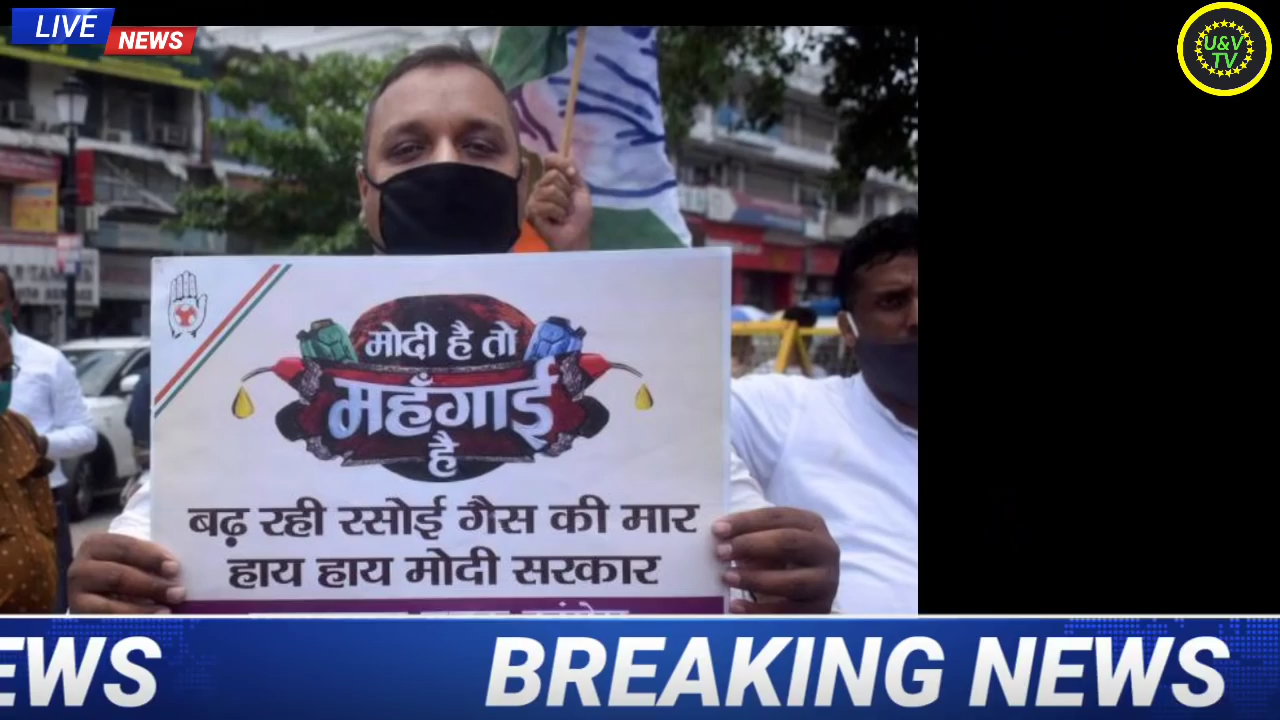 LIVE
NEWS
U&V
TV
मोदी है तो
महँगाई
है
बढ़ रही रसोई गैस की मार
हाय हाय मोदी सरकार
EWS
BREAKING NEWS